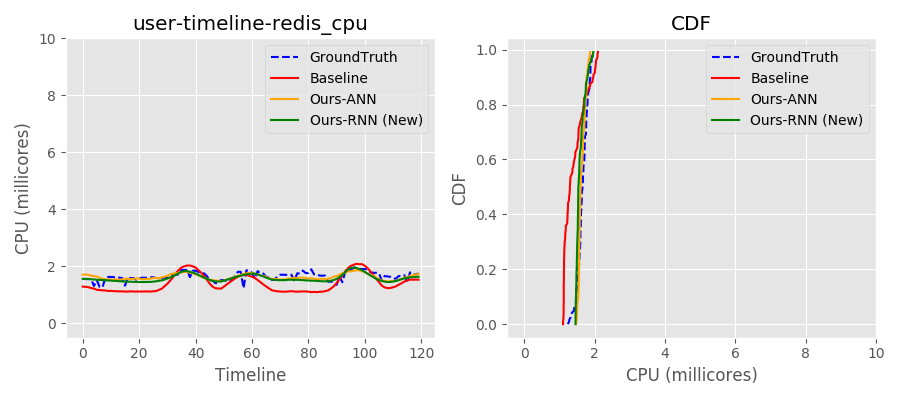 user-timeline-redis_cpu
CPU (millicores)
10
8
6
4
2
0
0
20
40
60
80
100
120
Timeline
GroundTruth
Baseline
Ours-ANN
Ours-RNN (New)
CDF
CDF
1.0
0.8
0.6
0.4
0.2
0.0
0
2
4
6
8
10
CPU (millicores)
GroundTruth
Baseline
Ours-ANN
Ours-RNN (New)